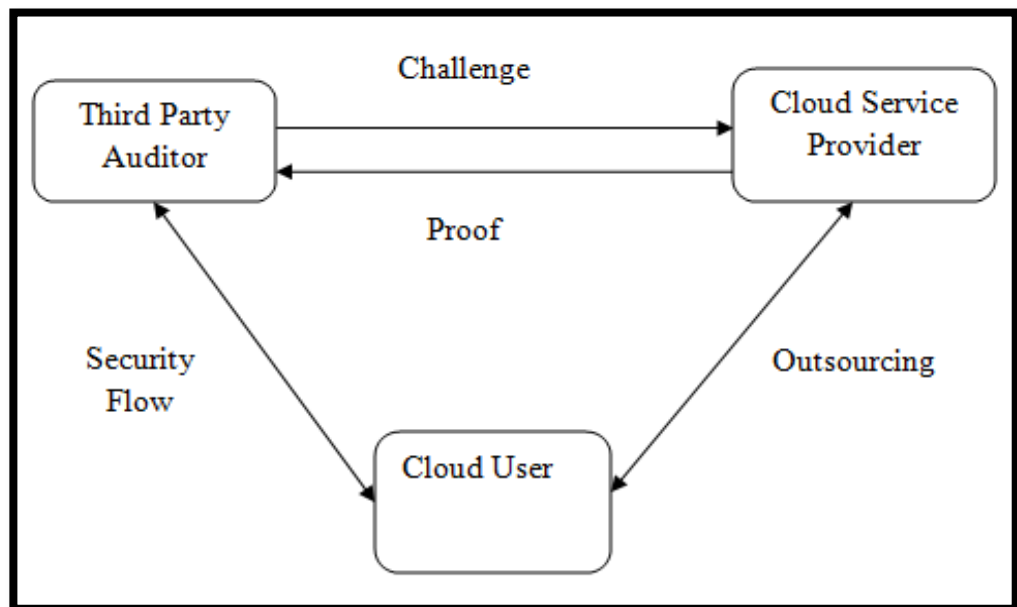 Challenge
Third Party
Auditor
Cloud Service
Provider
Proof
Security
Flow
Outsourcing
Cloud User